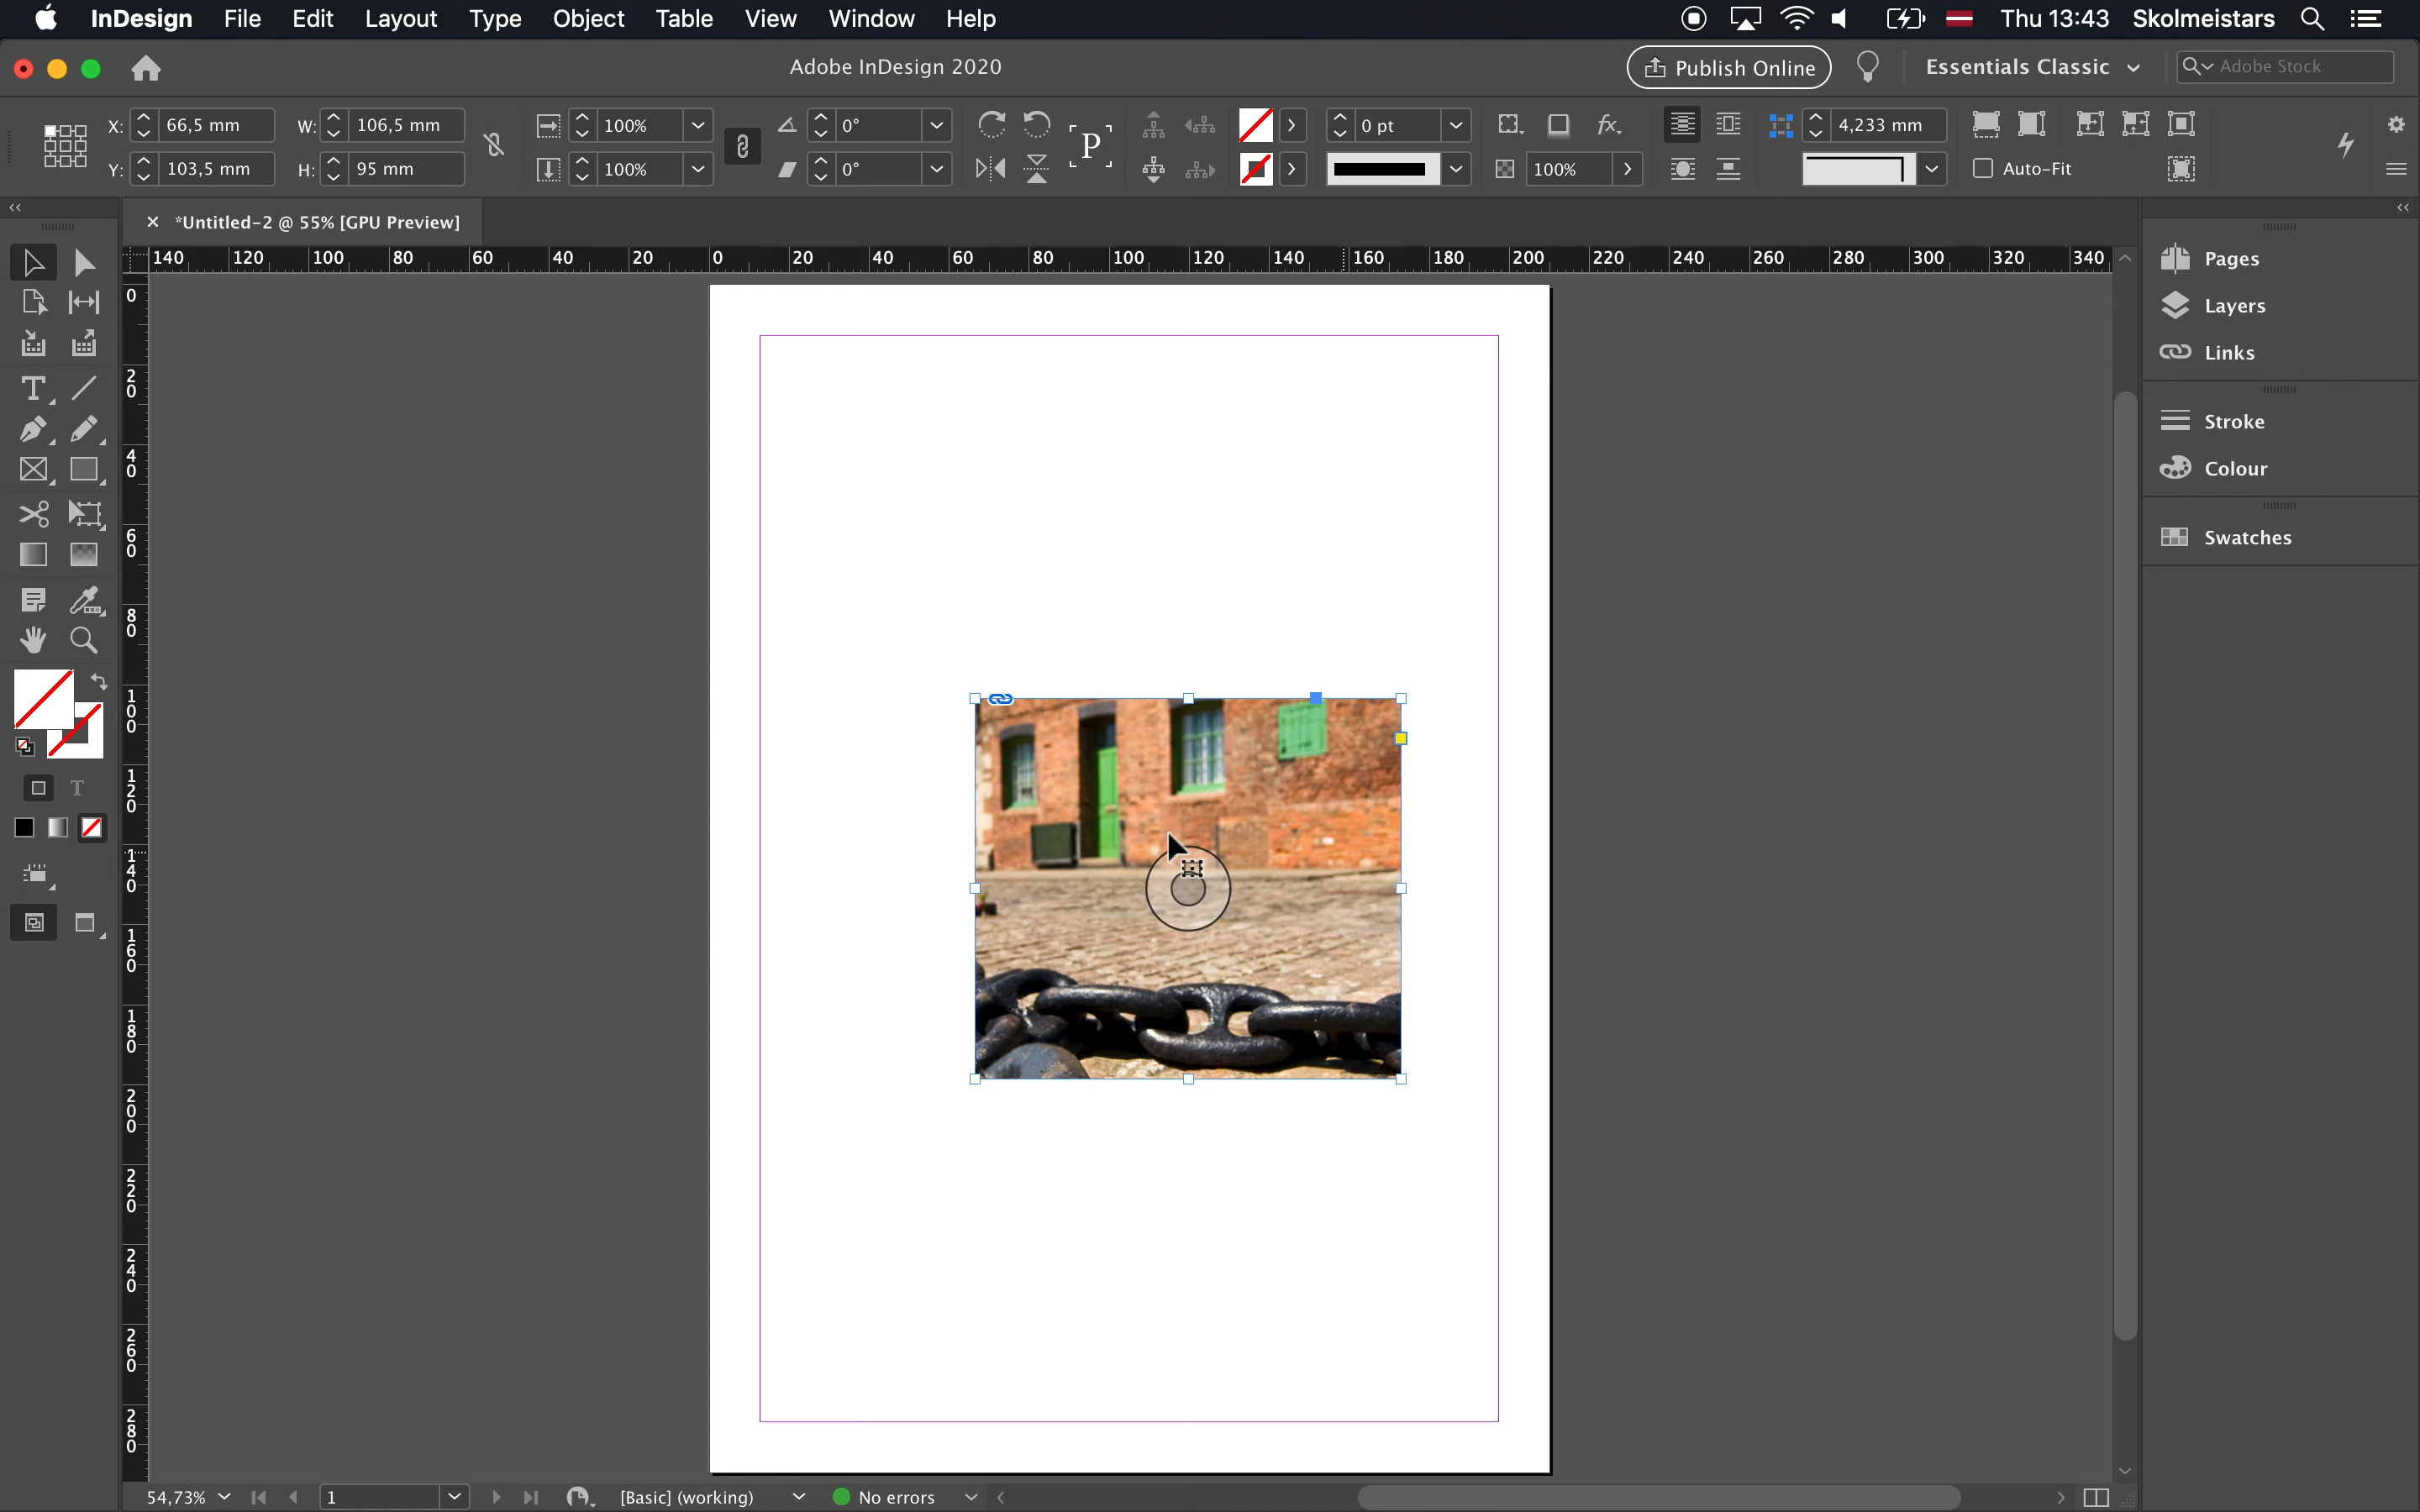 InDesign File Edit Layout Type Object Table View Window Help Thu 13:43 Skolmeistars
Adobe InDesign 2020 Publish Online Essentials Classic Adobe Stock
X: 66,5 mm W: 106,5 mm 100% 0° P 0 pt fx. 4,233 mm
Y: 103,5 mm H: 95 mm 100% 0° 100% Auto-Fit
*Untitled-2 @ 55% [GPU Preview]
140 120 100 80 60 40 20 0 20 40 60 80 100 120 140 160 180 200 220 240 260 280 300 320 340
Pages
Layers
Links
Stroke
Colour
Swatches
T
T
0
20
40
60
80
100
120
140
160
180
200
220
240
260
280
54,73% 1 [Basic] (working) No errors